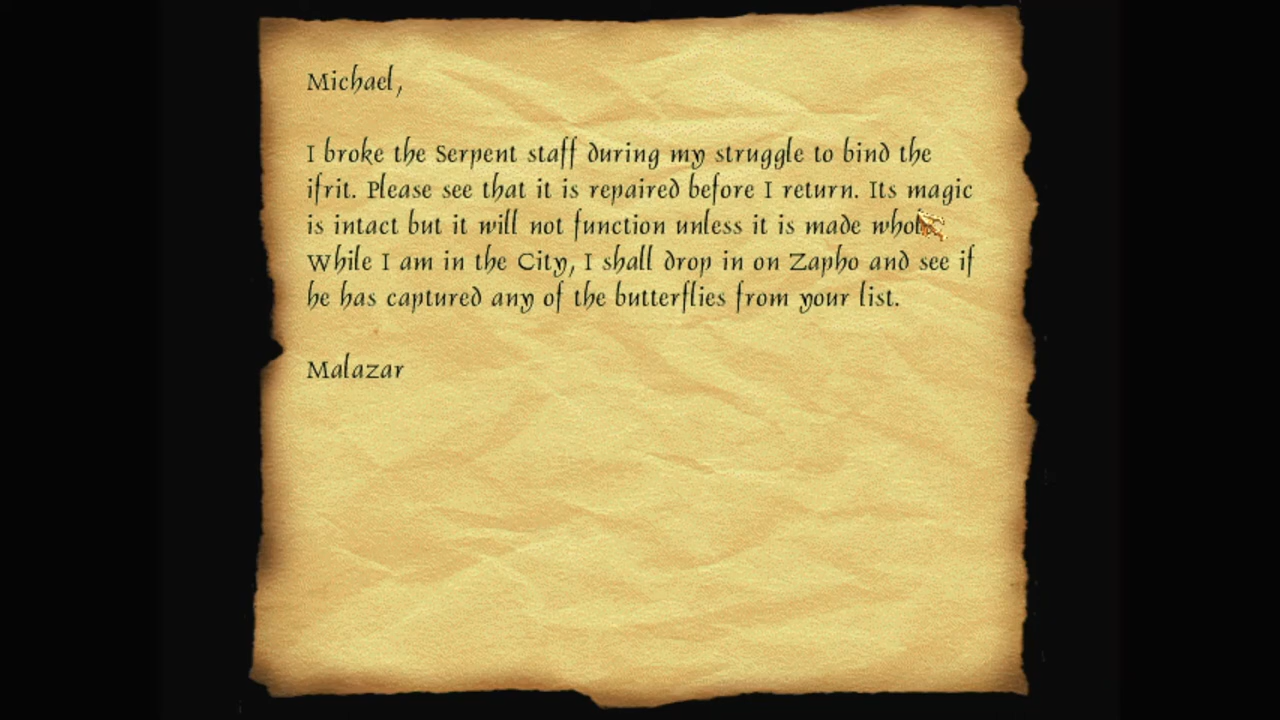 Michael,
I broke the Serpent staff during my struggle to bind the
ifrit. Please see that it is repaired before I return. Its magic
is intact but it will not function unless it is made
While I am in the City, I shall drop in on Zapho and see if
he has captured any of the butterflies from your list.
Malazar